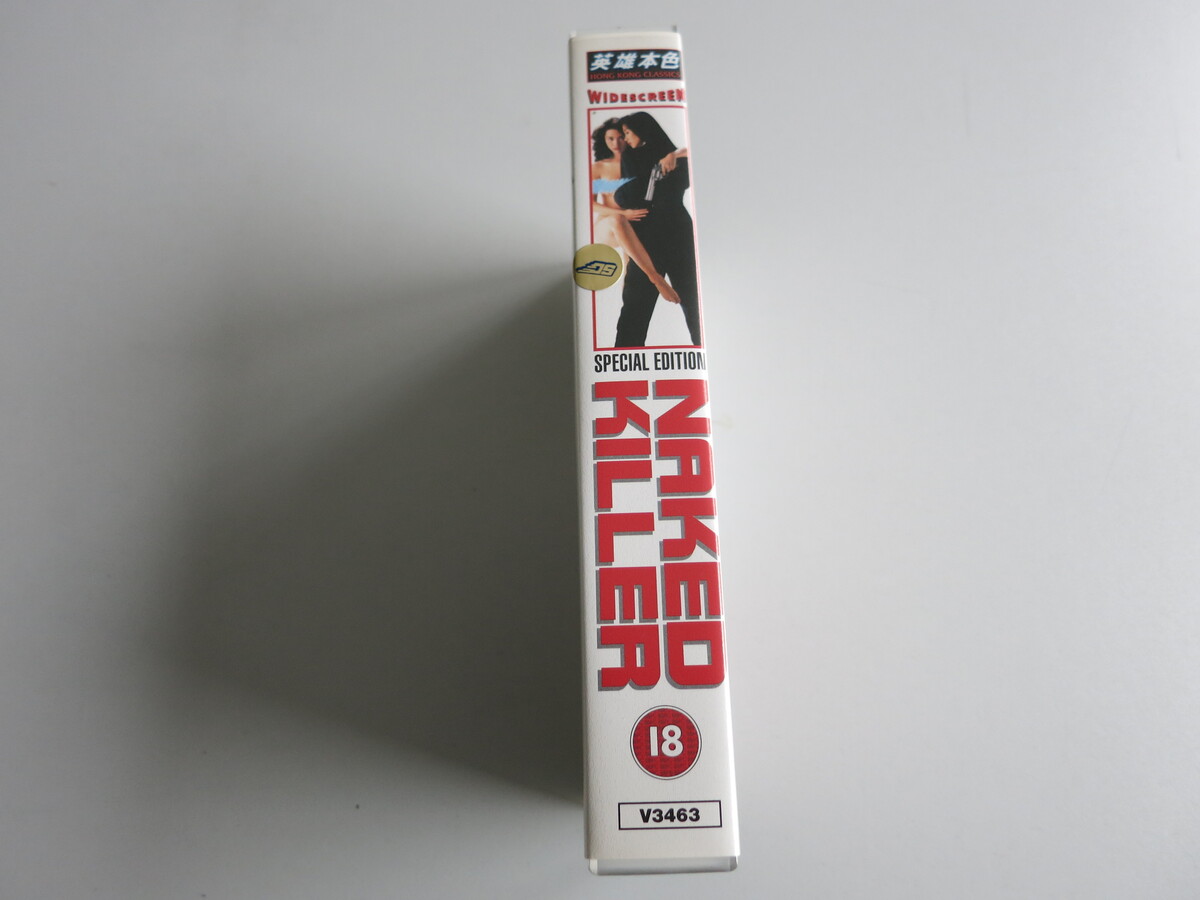 英雄本色
HONG KONG CLASSICS
WIDESCREEN
SPECIAL EDITION
NAKED
KILLER
18
V3463